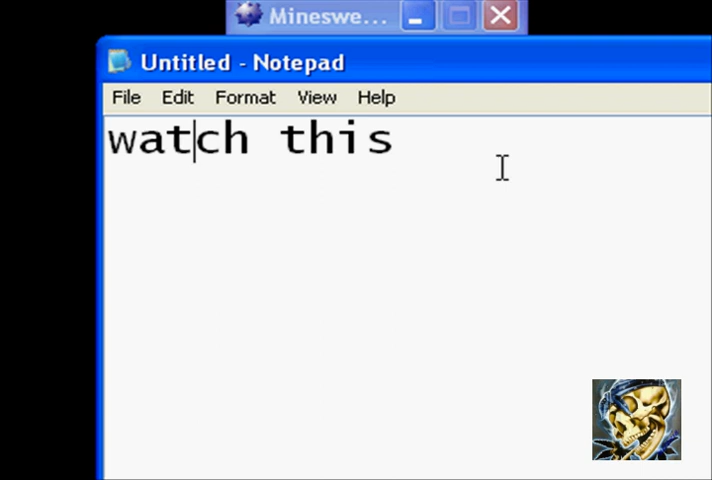 Mineswe...
Untitled - Notepad
File Edit Format View Help
watch this